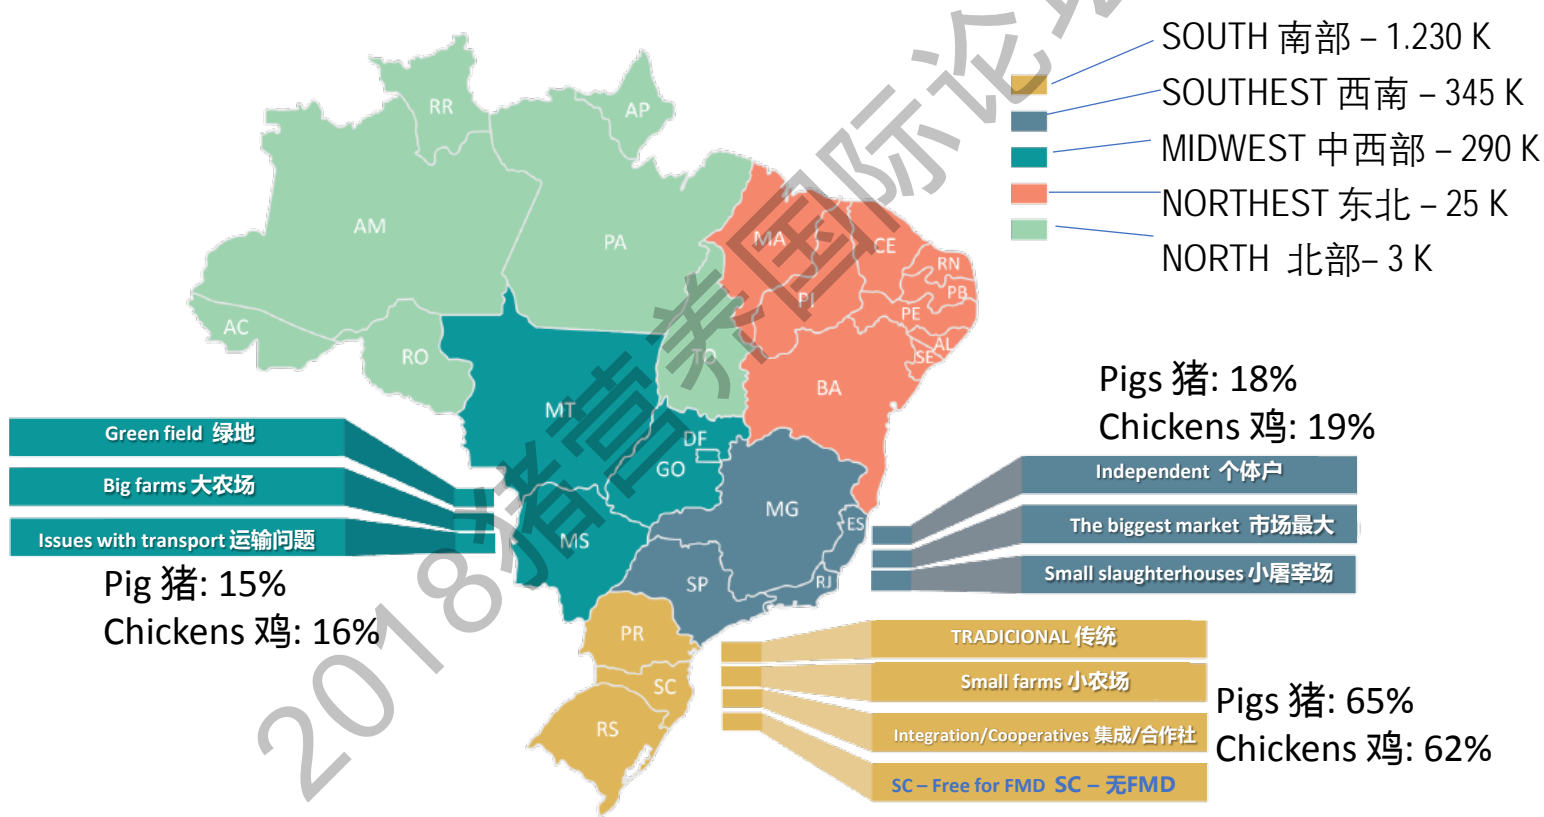 SOUTH 南部 – 1.230 K
SOUTHEST 西南 – 345 K
MIDWEST 中西部 – 290 K
NORTHEST 东北 – 25 K
NORTH 北部– 3 K
RR
AP
AM
PA
MA
CE
RN
PB
PI
PE
AL
SE
AC
RO
TO
BA
MT
DF
GO
MG
ES
MS
SP
RJ
PR
SC
RS
Green field 绿地
Big farms 大农场
Issues with transport 运输问题
Pig 猪: 15%
Chickens 鸡: 16%
Pigs 猪: 18%
Chickens 鸡: 19%
Independent 个体户
The biggest market 市场最大
Small slaughterhouses 小屠宰场
TRADICIONAL 传统
Small farms 小农场
Integration/Cooperatives 集成/合作社
SC – Free for FMD SC – 无FMD
Pigs 猪: 65%
Chickens 鸡: 62%
2018猪营养国际论